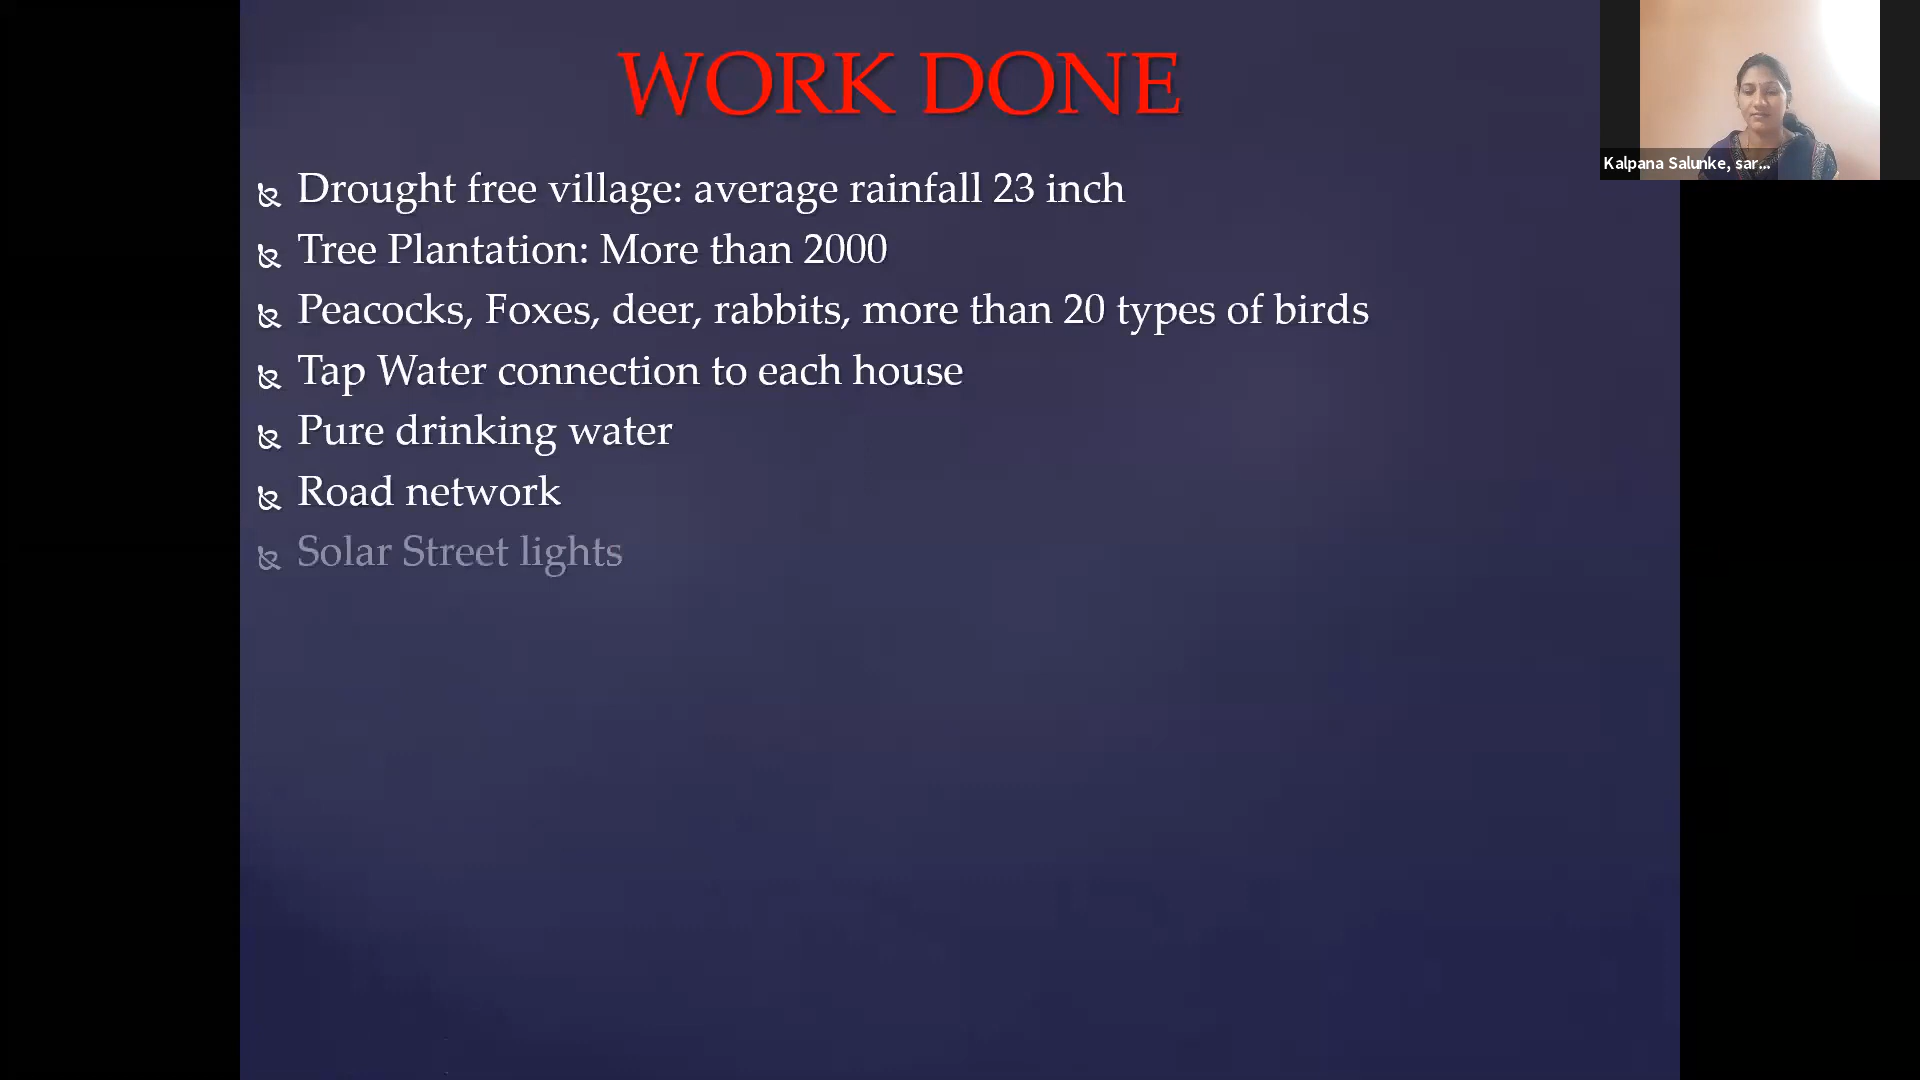 WORK DONE
Drought free village: average rainfall 23 inch
Tree Plantation: More than 2000
Peacocks, Foxes, deer, rabbits, more than 20 types of birds
Tap Water connection to each house
Pure drinking water
Road network
Solar Street lights
Kalpana Salunke, sar...